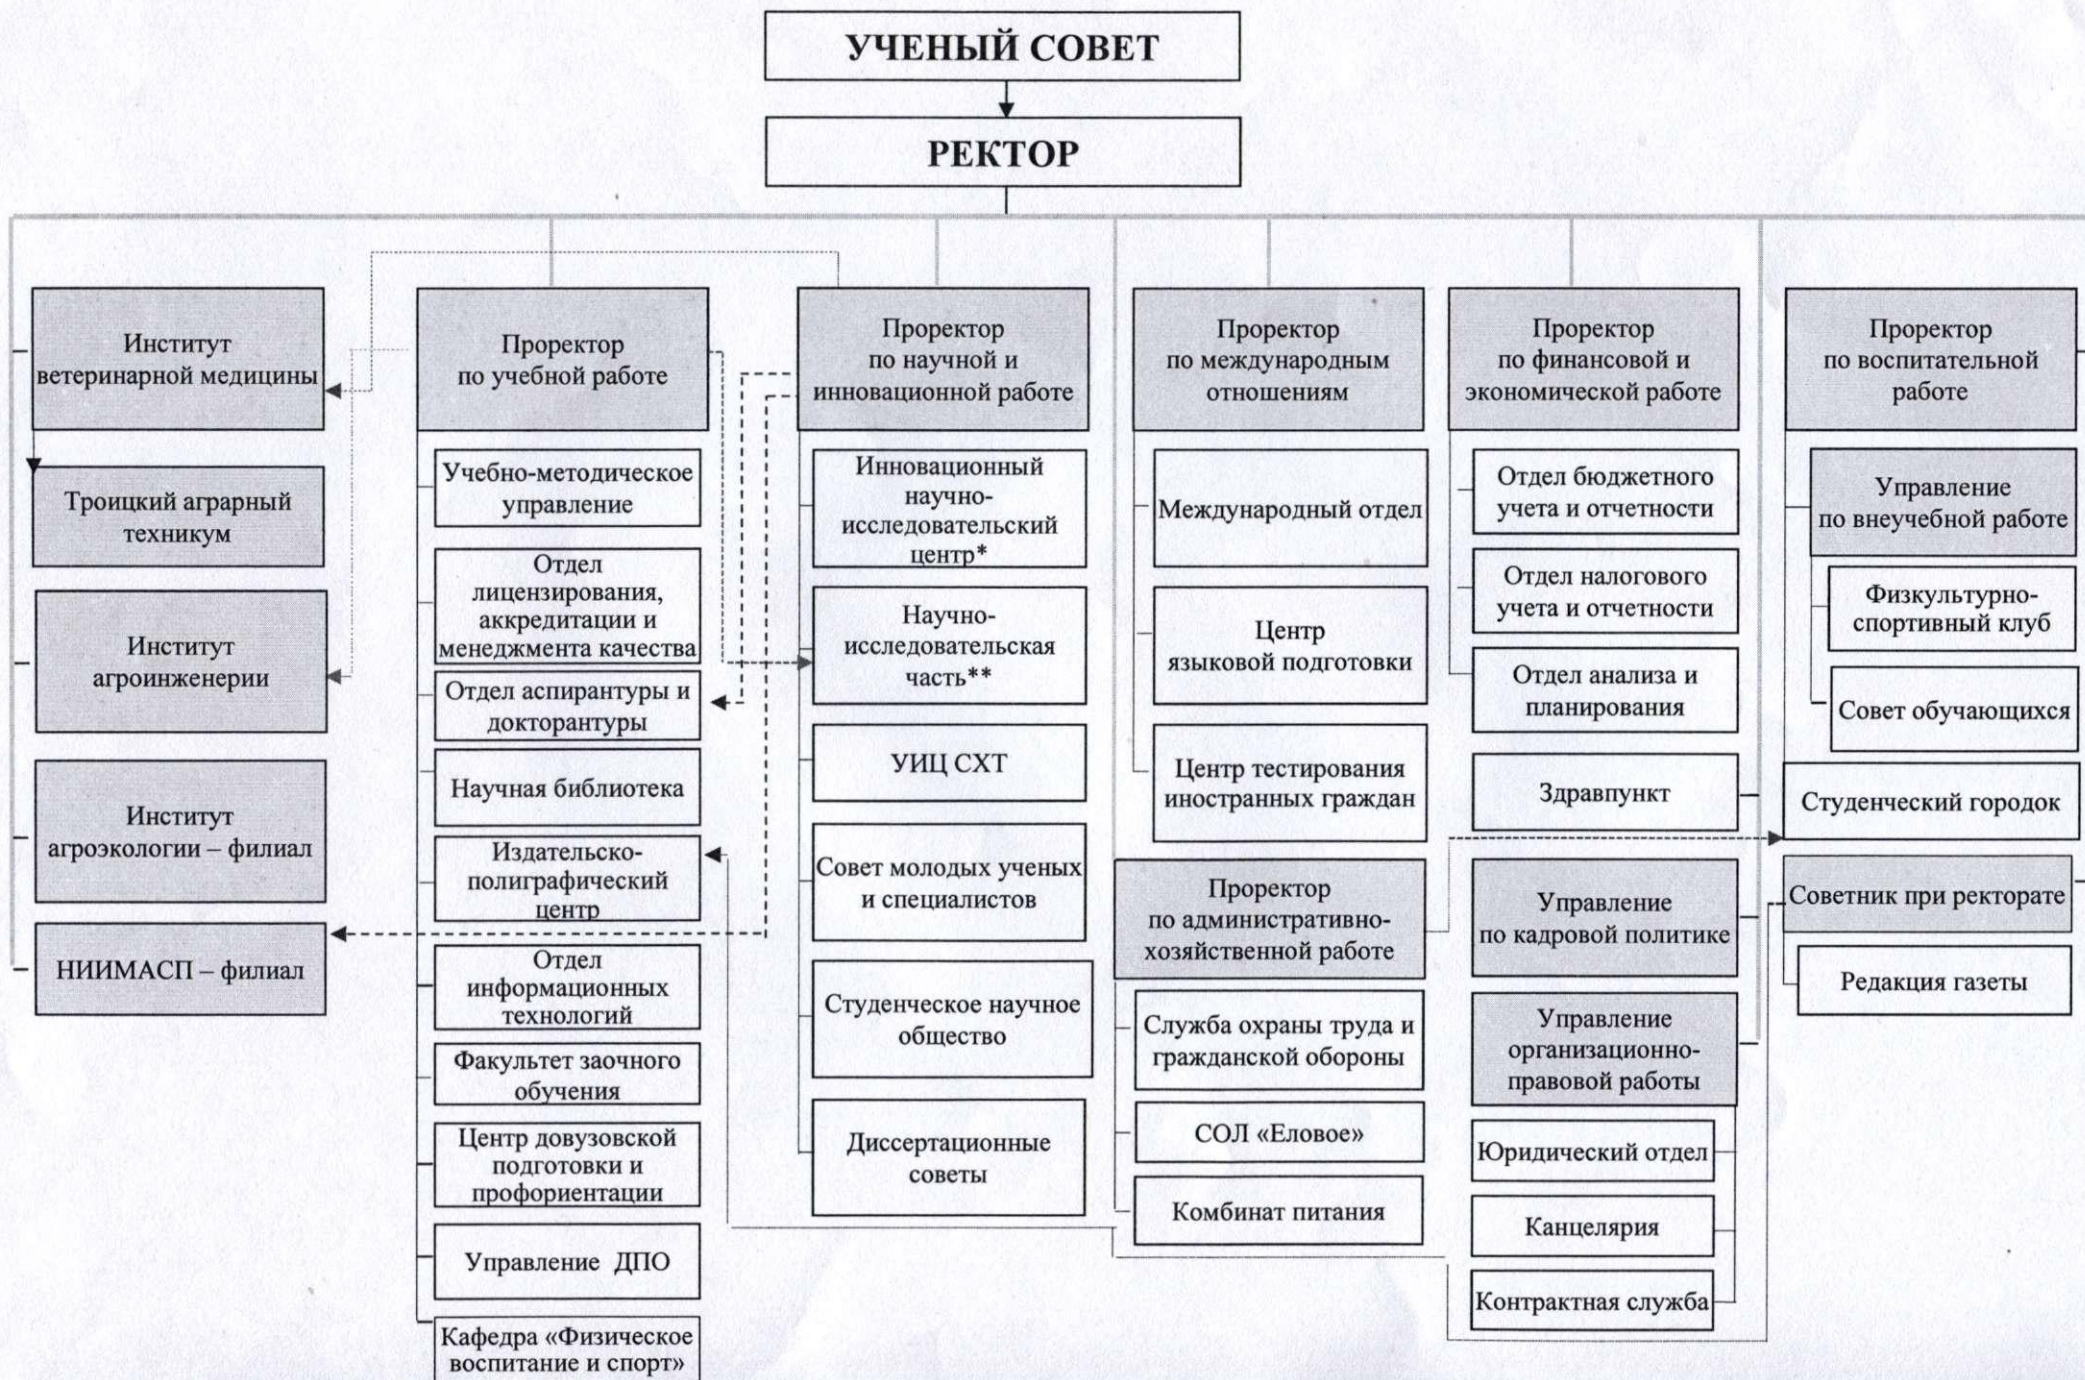 УЧЕНЫЙ СОВЕТ
РЕКТОР
Институт
ветеринарной медицины
Троицкий аграрный
техникум
Институт
агроинженерии
Институт
агроэкологии – филиал
НИИМАСП – филиал
Проректор
по учебной работе
Учебно-методическое
управление
Отдел
лицензирования,
аккредитации и
менеджмента качества
Отдел аспирантуры и
докторантуры
Научная библиотека
Издательско-
полиграфический
центр
Отдел
информационных
технологий
Факультет заочного
обучения
Центр довузовской
подготовки и
профориентации
Управление ДПО
Кафедра «Физическое
воспитание и спорт»
Проректор
по научной и
инновационной работе
Инновационный
научно-
исследовательский
центр*
Научно-
исследовательская
часть**
УИЦ СХТ
Совет молодых ученых
и специалистов
Студенческое научное
общество
Диссертационные
советы
Проректор
по международным
отношениям
Международный отдел
Центр
языковой подготовки
Центр тестирования
иностранных граждан
Проректор
по административно-
хозяйственной работе
Служба охраны труда и
гражданской обороны
СОЛ «Еловое»
Комбинат питания
Проректор
по финансовой и
экономической работе
Отдел бюджетного
учета и отчетности
Отдел налогового
учета и отчетности
Отдел анализа и
планирования
Здравпункт
Управление
по кадровой политике
Управление
организационно-
правовой работы
Юридический отдел
Канцелярия
Контрактная служба
Проректор
по воспитательной
работе
Управление
по внеучебной работе
Физкультурно-
спортивный клуб
Совет обучающихся
Студенческий городок
Советник при ректорате
Редакция газеты